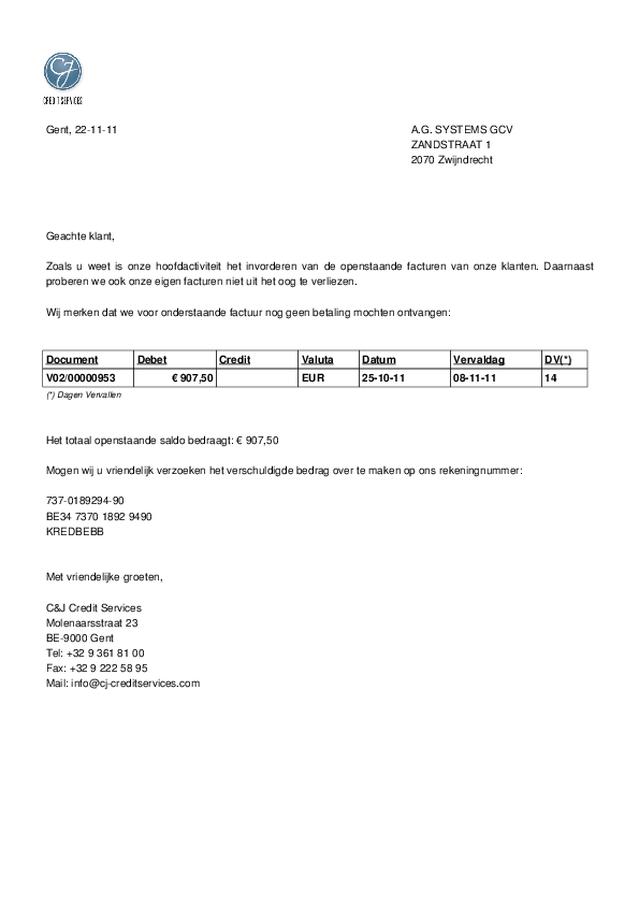 CJ
CREDIT SERVICES
Gent, 22-11-11
A.G. SYSTEMS GCV
ZANDSTRAAT 1
2070 Zwijndrecht
Geachte klant,
Zoals u weet is onze hoofdactiviteit het invorderen van de openstaande facturen van onze klanten. Daarnaast
proberen we ook onze eigen facturen niet uit het oog te verliezen.
Wij merken dat we voor onderstaande factuur nog geen betaling mochten ontvangen:
Document Debet Credit Valuta Datum Vervaldag DV(*)
V02/00000953 € 907,50 EUR 25-10-11 08-11-11 14
(*) Dagen Vervallen
Het totaal openstaande saldo bedraagt: € 907,50
Mogen wij u vriendelijk verzoeken het verschuldigde bedrag over te maken op ons rekeningnummer:
737-0189294-90
BE34 7370 1892 9490
KREDBEBB
Met vriendelijke groeten,
C&J Credit Services
Molenaarsstraat 23
BE-9000 Gent
Tel: +32 9 361 81 00
Fax: +32 9 222 58 95
Mail: info@cj-creditservices.com